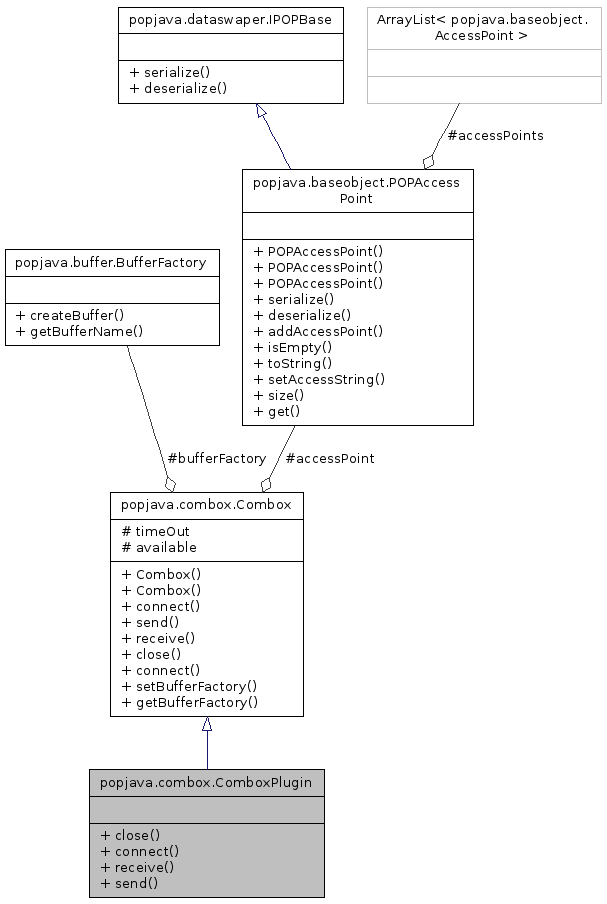 popjava.dataswaper.IPOPBase
+ serialize()
+ deserialize()
ArrayList< popjava.baseobject.
AccessPoint >
#accessPoints
popjava.baseobject.POPAccess
Point
+ POPAccessPoint()
+ POPAccessPoint()
+ POPAccessPoint()
+ serialize()
+ deserialize()
+ addAccessPoint()
+ isEmpty()
+ toString()
+ setAccessString()
+ size()
+ get()
popjava.buffer.BufferFactory
+ createBuffer()
+ getBufferName()
#bufferFactory
#accessPoint
popjava.combox.Combox
# timeOut
# available
+ Combox()
+ Combox()
+ connect()
+ send()
+ receive()
+ close()
+ connect()
+ setBufferFactory()
+ getBufferFactory()
popjava.combox.ComboxPlugin
+ close()
+ connect()
+ receive()
+ send()